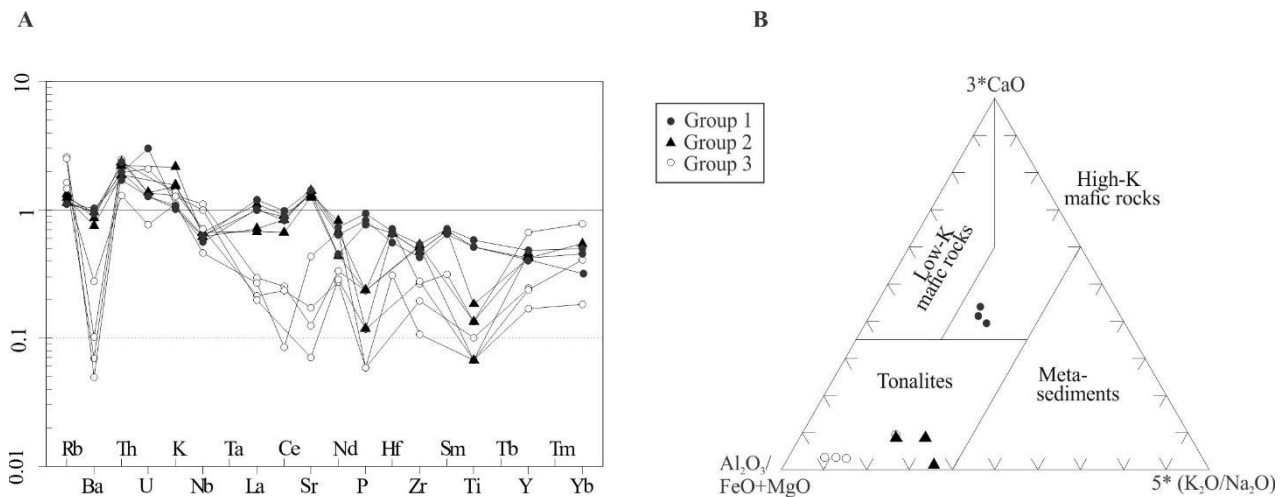 A
B
10
1
0.1
0.01
Rb
Th
K
Ta
Ce
Nd
Hf
Sm
Tb
Tm
Ba
U
Nb
La
Sr
P
Zr
Ti
Y
Yb
Group 1
Group 2
Group 3
3*CaO
High-K
mafic rocks
Low-K
mafic rocks
Tonalites
Meta-
sediments
Al₂O₃/
FeO+MgO
5* (K₂O/Na₂O)